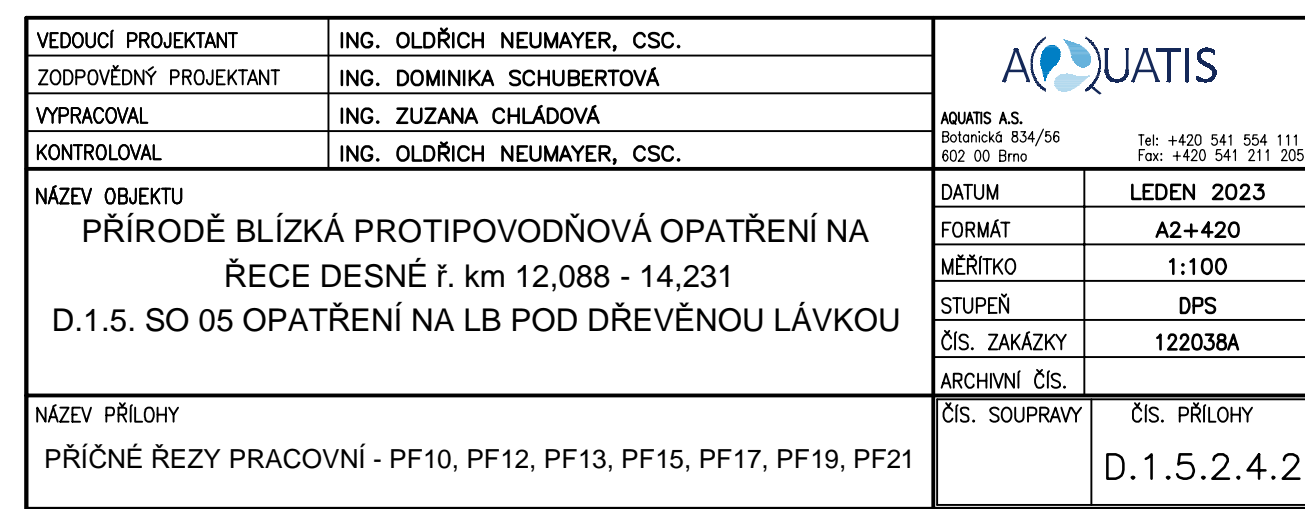 VEDOUCÍ PROJEKTANT ING. OLDŘICH NEUMAYER, CSC.
ZODPOVĚDNÝ PROJEKTANT ING. DOMINIKA SCHUBERTOVÁ
VYPRACOVAL ING. ZUZANA CHLÁDOVÁ
KONTROLOVAL ING. OLDŘICH NEUMAYER, CSC.
AQUATIS
AQUATIS A.S.
Botanická 834/56 Tel: +420 541 554 111
602 00 Brno Fax: +420 541 211 205
NÁZEV OBJEKTU
PŘÍRODĚ BLÍZKÁ PROTIPOVODŇOVÁ OPATŘENÍ NA
ŘECE DESNÉ ř. km 12,088 - 14,231
D.1.5. SO 05 OPATŘENÍ NA LB POD DŘEVĚNOU LÁVKOU
DATUM LEDEN 2023
FORMÁT A2+420
MĚŘÍTKO 1:100
STUPEŇ DPS
ČÍS. ZAKÁZKY 122038A
ARCHIVNÍ ČÍS.
NÁZEV PŘÍLOHY
PŘÍČNÉ ŘEZY PRACOVNÍ - PF10, PF12, PF13, PF15, PF17, PF19, PF21
ČÍS. SOUPRAVY ČÍS. PŘÍLOHY
D.1.5.2.4.2